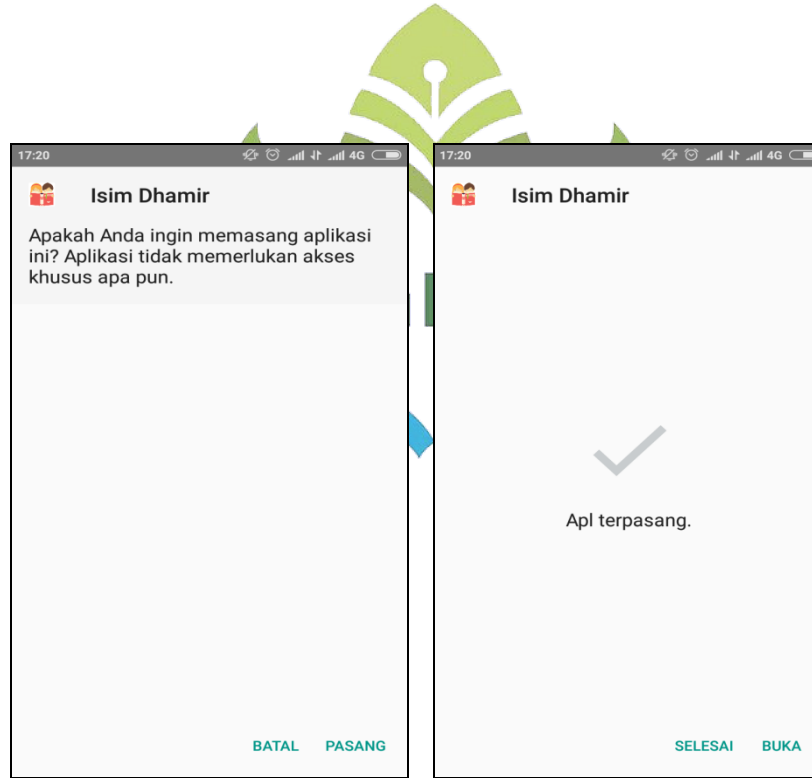 17:20
4G
Isim Dhamir
Apakah Anda ingin memasang aplikasi
ini? Aplikasi tidak memerlukan akses
khusus apa pun.
BATAL PASANG
17:20
4G
Isim Dhamir
Apl terpasang.
SELESAI BUKA